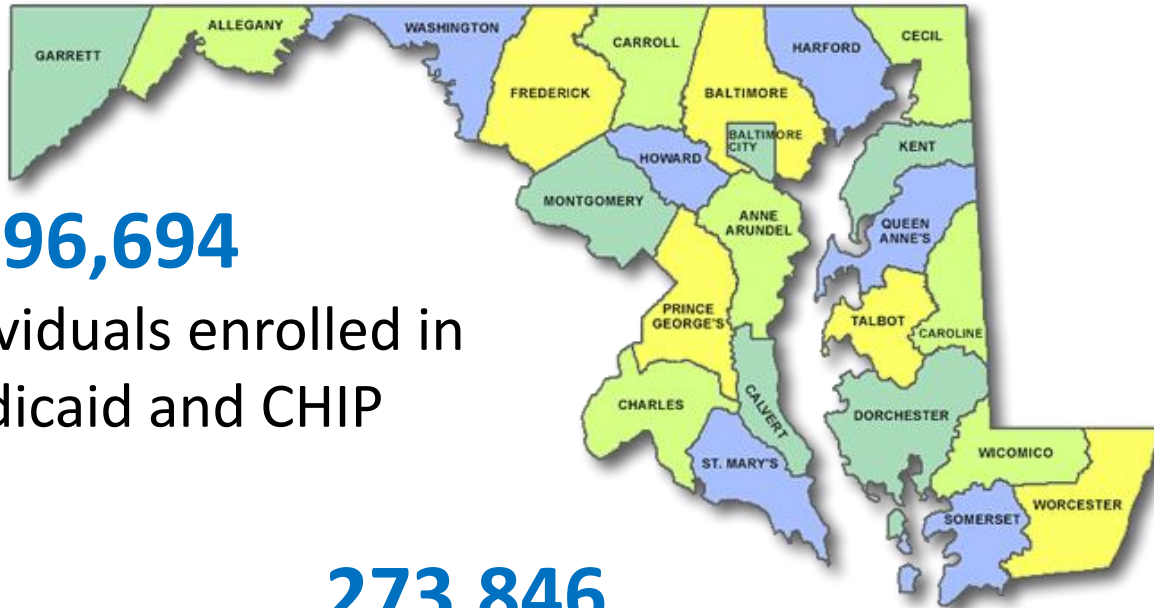 GARRETT
ALLEGANY
WASHINGTON
FREDERICK
CARROLL
BALTIMORE
HARFORD
CECIL
BALTIMORE
CITY
KENT
HOWARD
MONTGOMERY
ANNE
ARUNDEL
QUEEN
ANNE'S
96,694
viduals enrolled in
PRINCE
GEORGE'S
TALBOT
CAROLINE
dicaid and CHIP
CHARLES
CALVERT
DORCHESTER
ST. MARY'S
WICOMICO
WORCESTER
SOMERSET
273,846